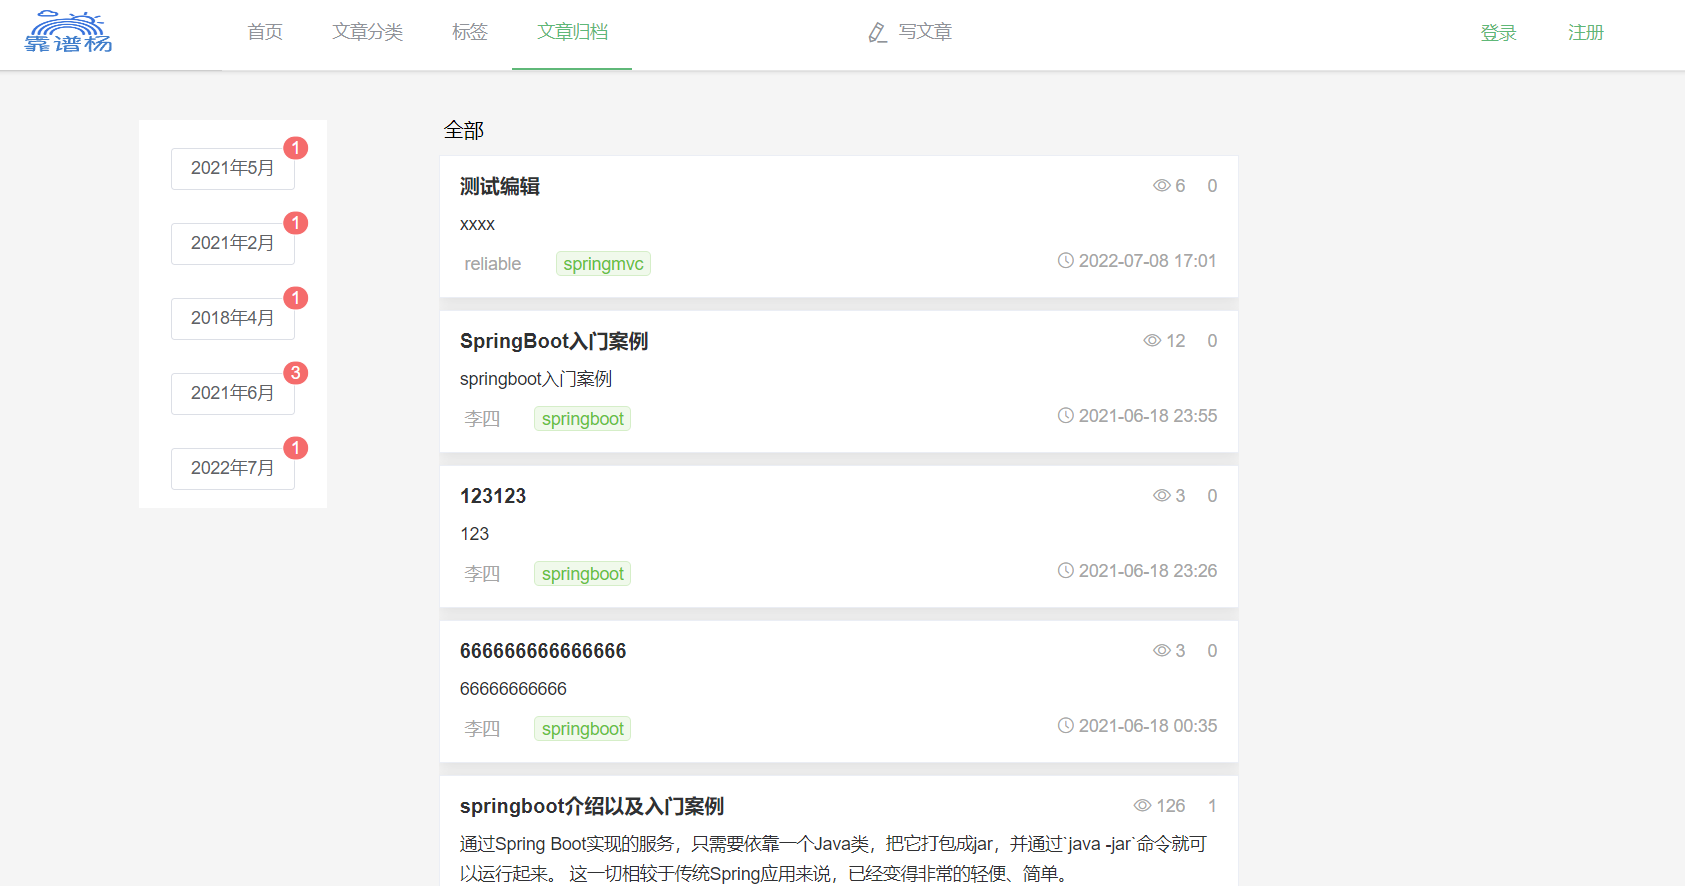 靠谱杨
首页 文章分类 标签 文章归档 写文章 登录 注册
2021年5月 1
2021年2月 1
2018年4月 1
2021年6月 3
2022年7月 1
全部
测试编辑 6 0
xxxx
reliable springmvc 2022-07-08 17:01
SpringBoot入门案例 12 0
springboot入门案例
李四 springboot 2021-06-18 23:55
123123 3 0
123
李四 springboot 2021-06-18 23:26
666666666666666 3 0
66666666666
李四 springboot 2021-06-18 00:35
springboot介绍以及入门案例 126 1
通过Spring Boot实现的服务，只需要依靠一个Java类，把它打包成jar，并通过`java -jar`命令就可
以运行起来。 这一切相较于传统Spring应用来说，已经变得非常的轻便、简单。